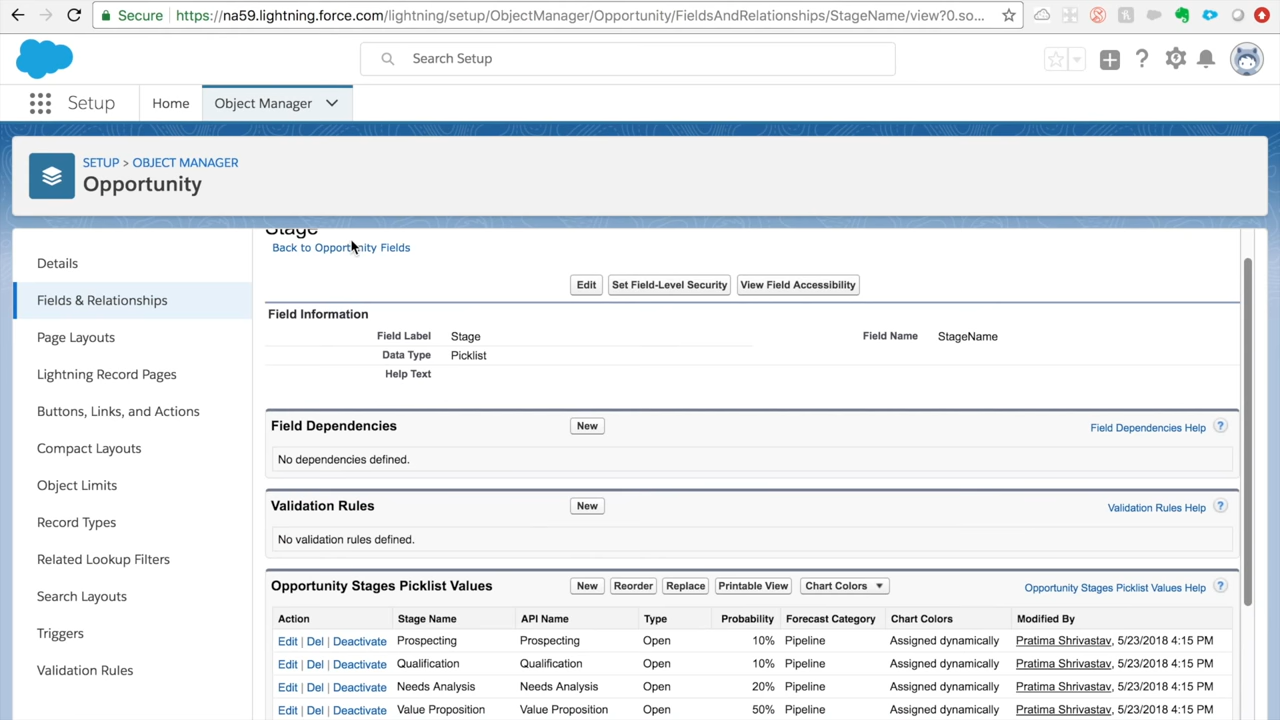 Secure https://na59.lightning.force.com/lightning/setup/ObjectManager/Opportunity/FieldsAndRelationships/StageName/view?0.so...
Search Setup
Setup Home Object Manager
SETUP > OBJECT MANAGER
Opportunity
Details
Fields & Relationships
Page Layouts
Lightning Record Pages
Buttons, Links, and Actions
Compact Layouts
Object Limits
Record Types
Related Lookup Filters
Search Layouts
Triggers
Validation Rules
Stage
Back to Opportunity Fields
Edit Set Field-Level Security View Field Accessibility
Field Information
Field Label Stage Field Name StageName
Data Type Picklist
Help Text
Field Dependencies New Field Dependencies Help ?
No dependencies defined.
Validation Rules New Validation Rules Help ?
No validation rules defined.
Opportunity Stages Picklist Values New Reorder Replace Printable View Chart Colors Opportunity Stages Picklist Values Help ?
Action Stage Name API Name Type Probability Forecast Category Chart Colors Modified By
Edit | Del | Deactivate Prospecting Prospecting Open 10% Pipeline Assigned dynamically Pratima Shrivastav, 5/23/2018 4:15 PM
Edit | Del | Deactivate Qualification Qualification Open 10% Pipeline Assigned dynamically Pratima Shrivastav, 5/23/2018 4:15 PM
Edit | Del | Deactivate Needs Analysis Needs Analysis Open 20% Pipeline Assigned dynamically Pratima Shrivastav, 5/23/2018 4:15 PM
Edit | Del | Deactivate Value Proposition Value Proposition Open 50% Pipeline Assigned dynamically Pratima Shrivastav, 5/23/2018 4:15 PM